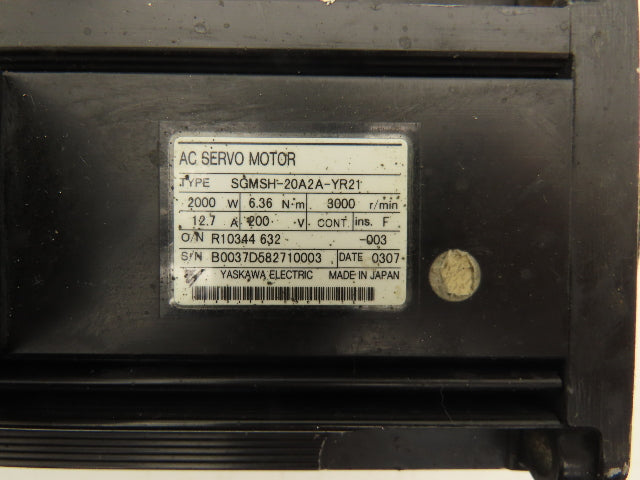 AC SERVO MOTOR
TYPE SGMSH-20A2A-YR21
2000 W 6.36 N·m 3000 r/min
12.7 A 200 V CONT. ins. F
O/N R10344 632 -003
S/N B0037D582710003 DATE 0307
YASKAWA ELECTRIC MADE IN JAPAN